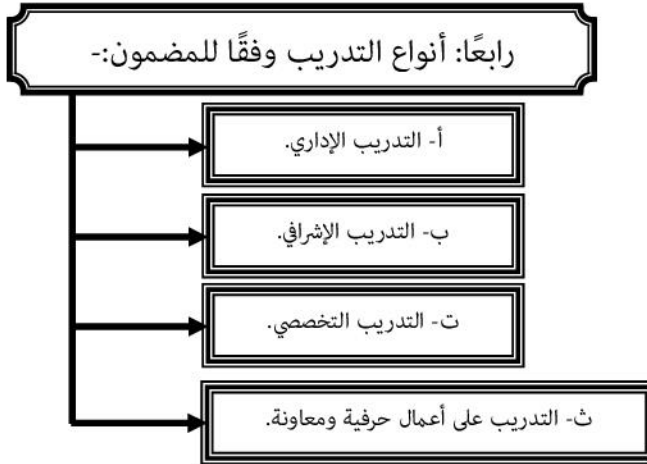 رابعًا: أنواع التدريب وفقًا للمضمون:-
أ- التدريب الإداري.
ب- التدريب الإشرافي.
ت- التدريب التخصصي.
ث- التدريب على أعمال حرفية ومعاونة.